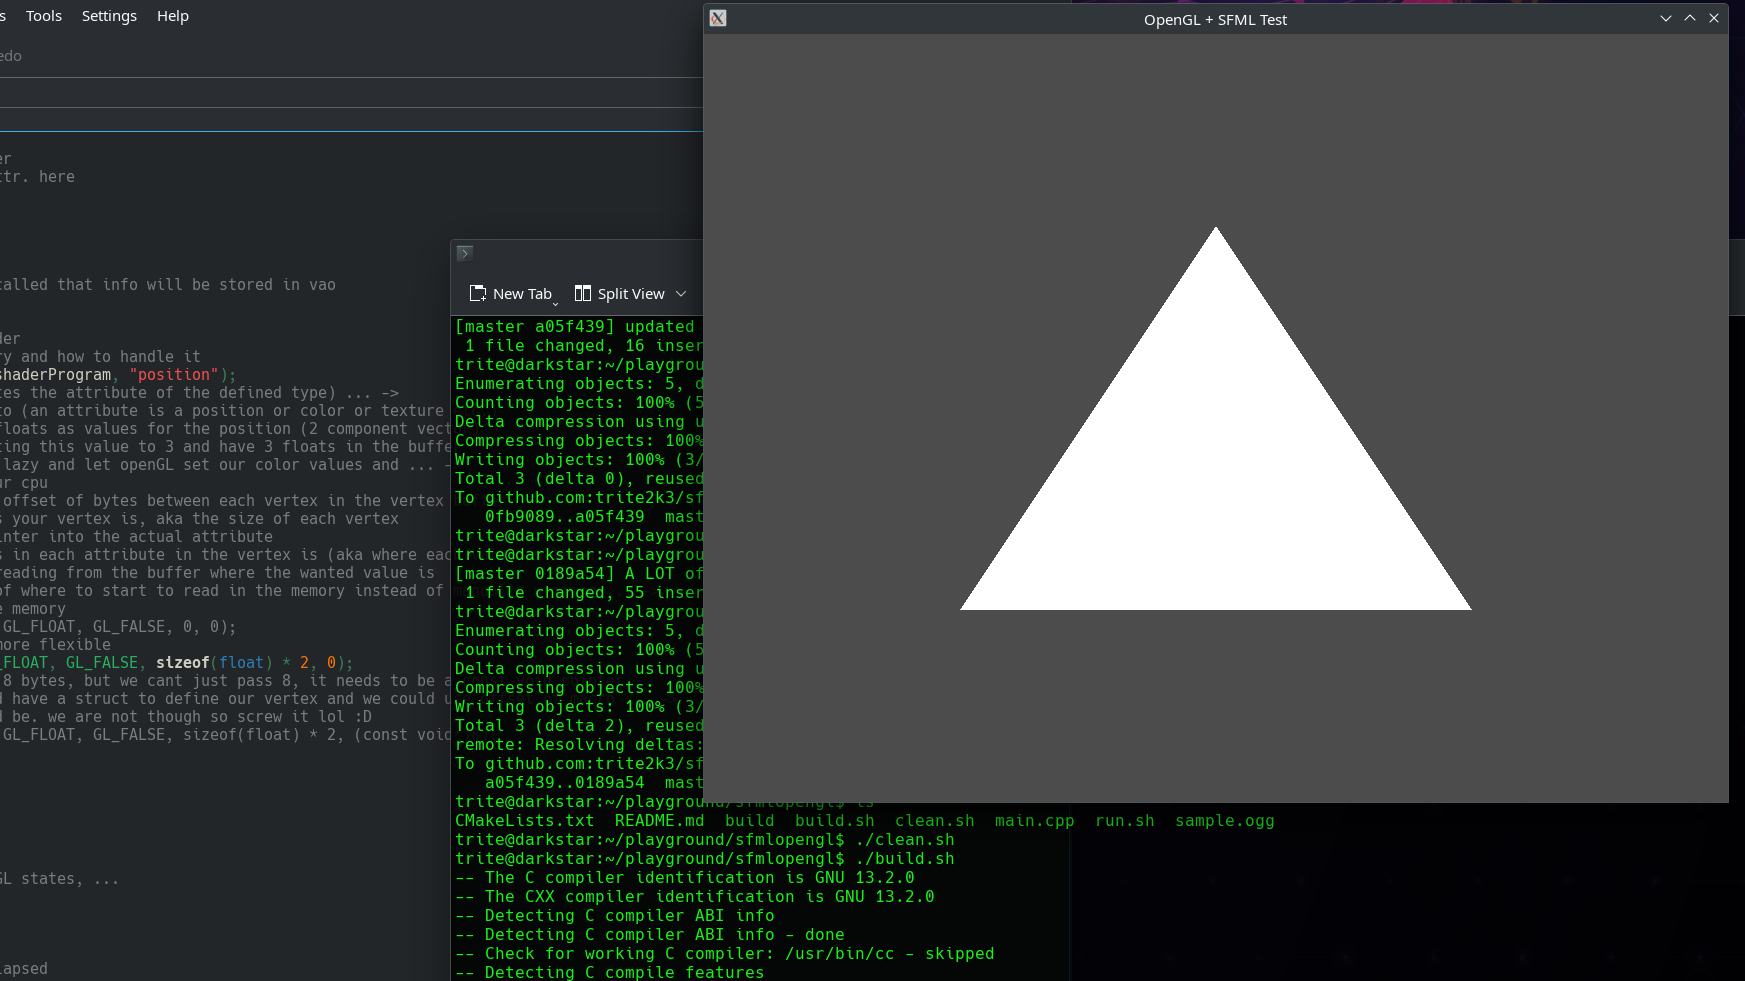 s Tools Settings Help
edo
er
ttr. here
called that info will be stored in vao
der
ry and how to handle it
shaderProgram, "position");
tes the attribute of the defined type) ... ->
to (an attribute is a position or color or texture
floats as values for the position (2 component vect
ting this value to 3 and have 3 floats in the buffe
lazy and let openGL set our color values and ... -
ur cpu
offset of bytes between each vertex in the vertex
s your vertex is, aka the size of each vertex
inter into the actual attribute
s in each attribute in the vertex is (aka where eac
reading from the buffer where the wanted value is
of where to start to read in the memory instead of
e memory
GL_FLOAT, GL_FALSE, 0, 0);
more flexible
_FLOAT, GL_FALSE, sizeof(float) * 2, 0);
8 bytes, but we cant just pass 8, it needs to be a
d have a struct to define our vertex and we could u
d be. we are not though so screw it lol :D
GL_FLOAT, GL_FALSE, sizeof(float) * 2, (const void
GL states, ...
lapsed
New Tab Split View
[master a05f439] updated
1 file changed, 16 inser
trite@darkstar:~/playgrou
Enumerating objects: 5, d
Counting objects: 100% (5
Delta compression using u
Compressing objects: 100%
Writing objects: 100% (3/
Total 3 (delta 0), reused
To github.com:trite2k3/sf
0fb9089..a05f439 mast
trite@darkstar:~/playgrou
trite@darkstar:~/playgrou
[master 0189a54] A LOT of
1 file changed, 55 inser
trite@darkstar:~/playgrou
Enumerating objects: 5, d
Counting objects: 100% (5
Delta compression using u
Compressing objects: 100%
Writing objects: 100% (3/
Total 3 (delta 2), reused
remote: Resolving deltas:
To github.com:trite2k3/sf
a05f439..0189a54 mast
trite@darkstar:~/playground/sfmlopengl$ ls
CMakeLists.txt README.md build build.sh clean.sh main.cpp run.sh sample.ogg
trite@darkstar:~/playground/sfmlopengl$ ./clean.sh
trite@darkstar:~/playground/sfmlopengl$ ./build.sh
-- The C compiler identification is GNU 13.2.0
-- The CXX compiler identification is GNU 13.2.0
-- Detecting C compiler ABI info
-- Detecting C compiler ABI info - done
-- Check for working C compiler: /usr/bin/cc - skipped
-- Detecting C compile features
OpenGL + SFML Test